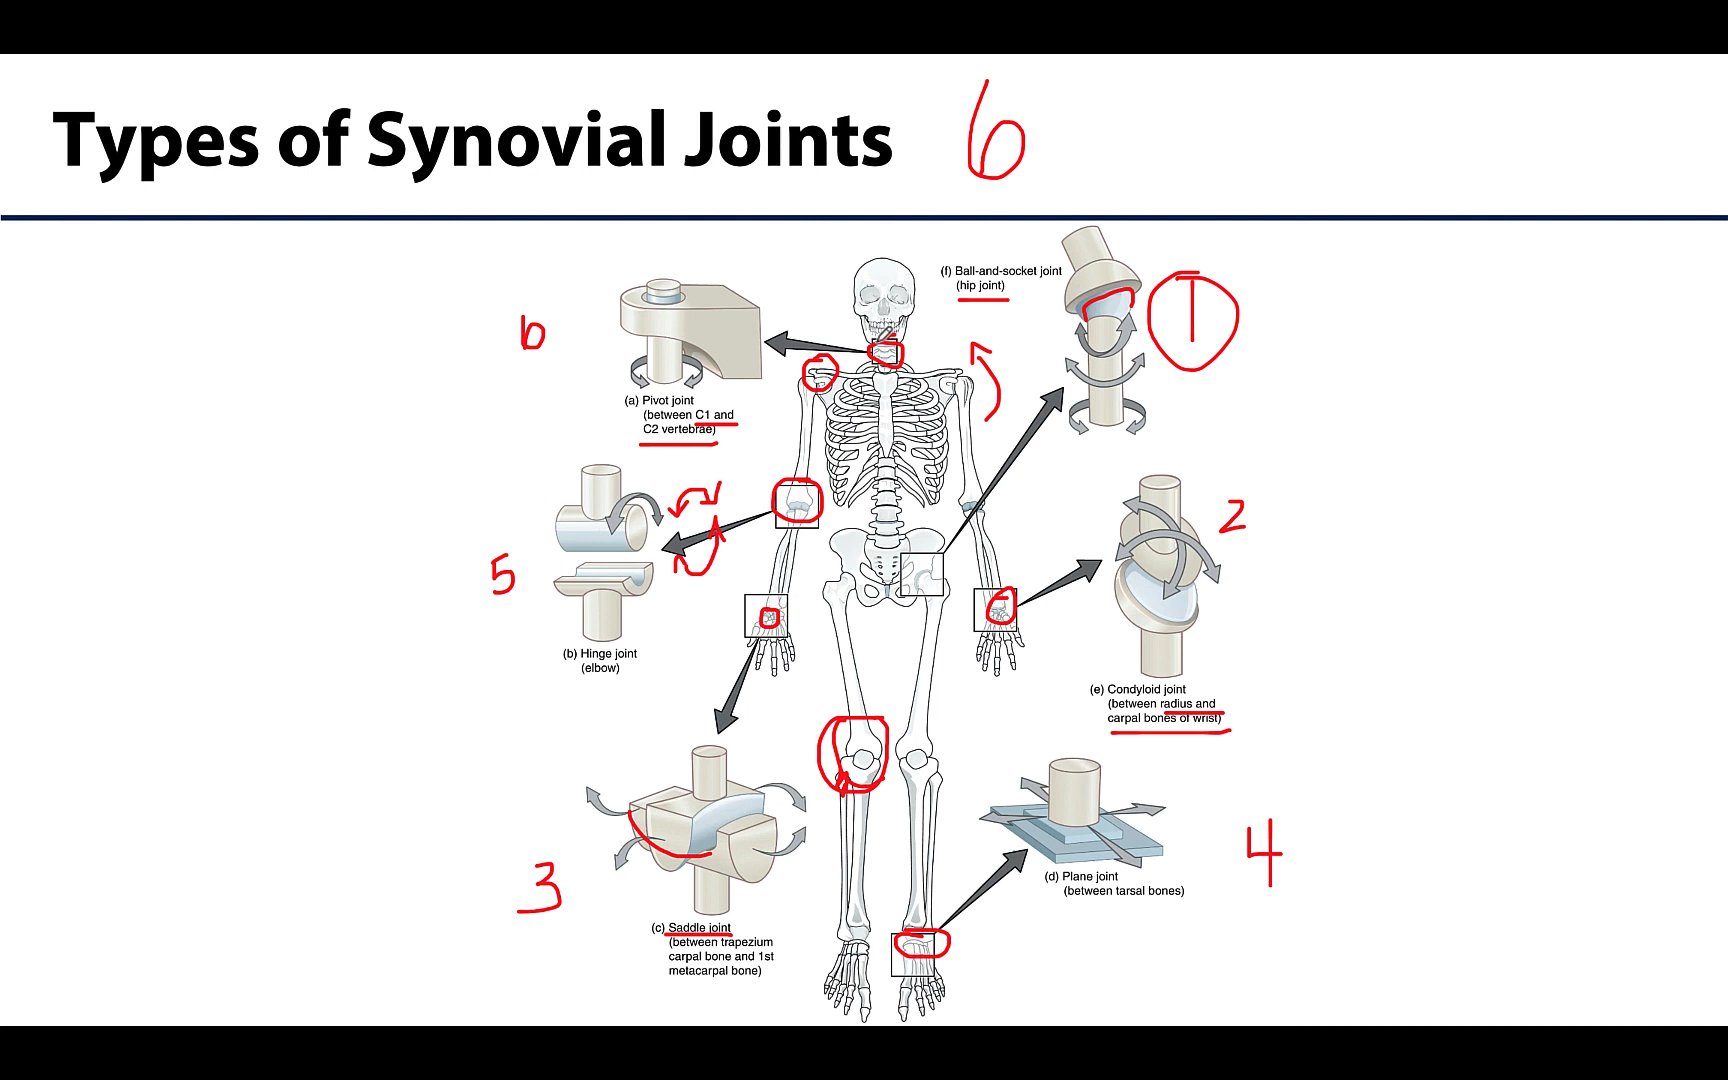 Types of Synovial Joints 6
(f) Ball-and-socket joint
(hip joint)
1
6
(a) Pivot joint
(between C1 and
C2 vertebrae)
2
5
(b) Hinge joint
(elbow)
(e) Condyloid joint
(between radius and
carpal bones of wrist)
3
4
(d) Plane joint
(between tarsal bones)
(c) Saddle joint
(between trapezium
carpal bone and 1st
metacarpal bone)